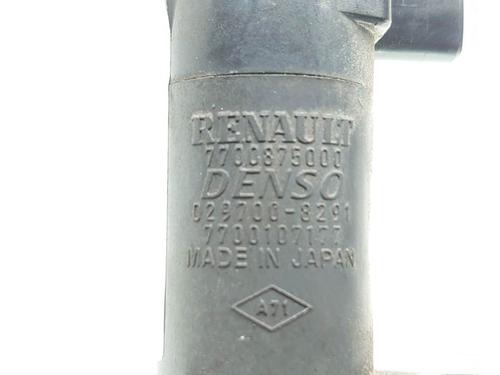 RENAULT
7700875000
DENSO
029700-8291
7700107177
MADE IN JAPAN
A71